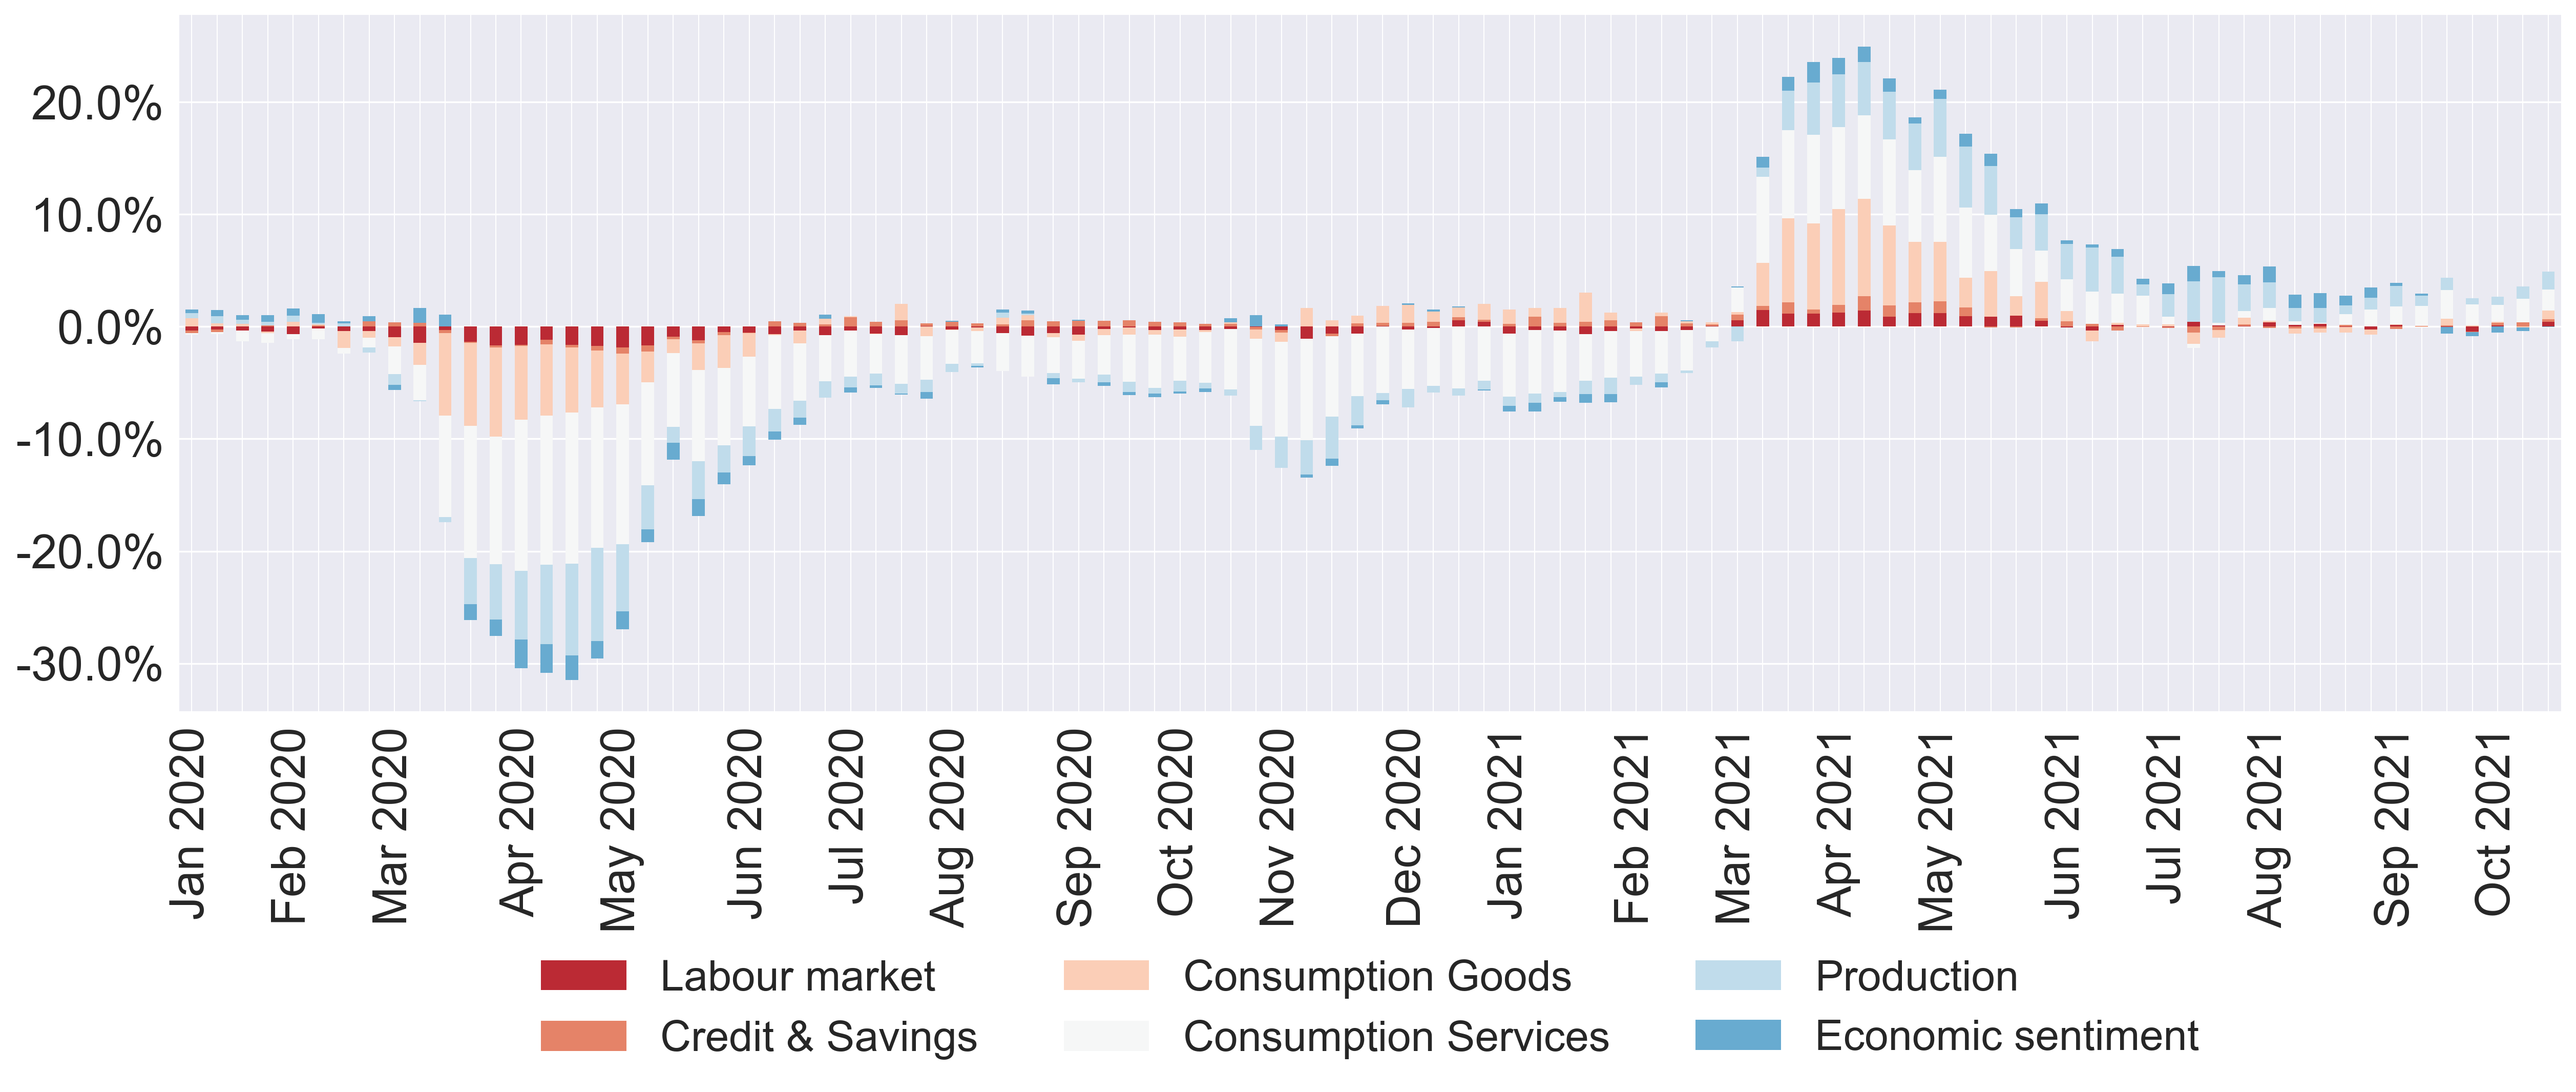 20.0%
10.0%
0.0%
-10.0%
-20.0%
-30.0%
Jan 2020
Feb 2020
Mar 2020
Apr 2020
May 2020
Jun 2020
Jul 2020
Aug 2020
Sep 2020
Oct 2020
Nov 2020
Dec 2020
Jan 2021
Feb 2021
Mar 2021
Apr 2021
May 2021
Jun 2021
Jul 2021
Aug 2021
Sep 2021
Oct 2021
Labour market
Consumption Goods
Production
Credit & Savings
Consumption Services
Economic sentiment